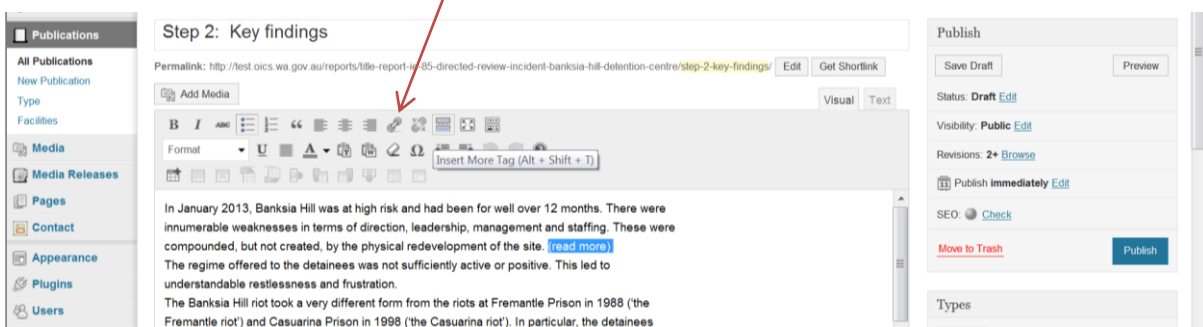 Publications
All Publications
New Publication
Type
Facilities
Media
Media Releases
Pages
Contact
Appearance
Plugins
Users
Step 2: Key findings
Permalink: http://test.oics.wa.gov.au/reports/title-report-id-85-directed-review-incident-banksia-hill-detention-centre/step-2-key-findings/ Edit Get Shortlink
Add Media
Visual Text
B I ABC
Format U A Ω
Insert More Tag (Alt + Shift + T)
In January 2013, Banksia Hill was at high risk and had been for well over 12 months. There were
innumerable weaknesses in terms of direction, leadership, management and staffing. These were
compounded, but not created, by the physical redevelopment of the site. (read more)
The regime offered to the detainees was not sufficiently active or positive. This led to
understandable restlessness and frustration.
The Banksia Hill riot took a very different form from the riots at Fremantle Prison in 1988 ('the
Fremantle riot') and Casuarina Prison in 1998 ('the Casuarina riot'). In particular, the detainees
Publish
Save Draft Preview
Status: Draft Edit
Visibility: Public Edit
Revisions: 2+ Browse
11 Publish immediately Edit
SEO: Check
Move to Trash Publish
Types